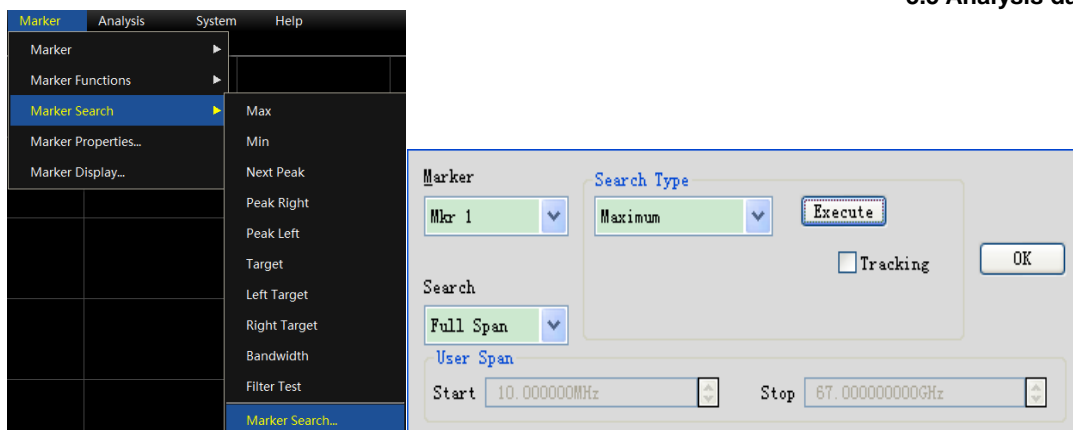 Marker Analysis System Help
Marker
Marker Functions
Marker Search
Marker Properties...
Marker Display...
Max
Min
Next Peak
Peak Right
Peak Left
Target
Left Target
Right Target
Bandwidth
Filter Test
Marker Search...
Marker
Mkr 1
Search Type
Maximum
Execute
Tracking
OK
Search
Full Span
User Span
Start 10.000000MHz Stop 67.000000000GHz